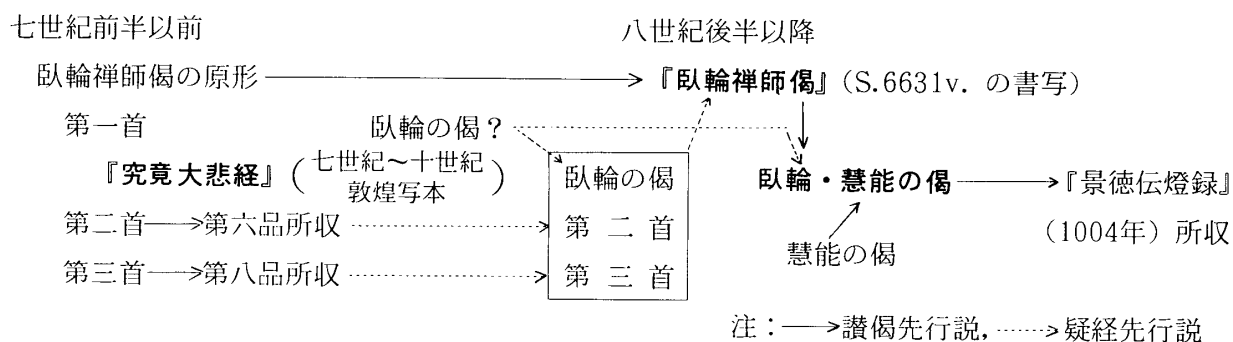 七世紀前半以前 八世紀後半以降
臥輪禅師偈の原形 『臥輪禅師偈』(S.6631v. の書写)
第一首 臥輪の偈?
『究竟大悲経』(七世紀~十世紀 敦煌写本) 臥輪の偈 臥輪・慧能の偈 『景徳伝燈録』
第二首 第六品所収 第二首 (1004年)所収
慧能の偈
第三首 第八品所収 第三首
注:→讃偈先行説,┄→疑経先行説